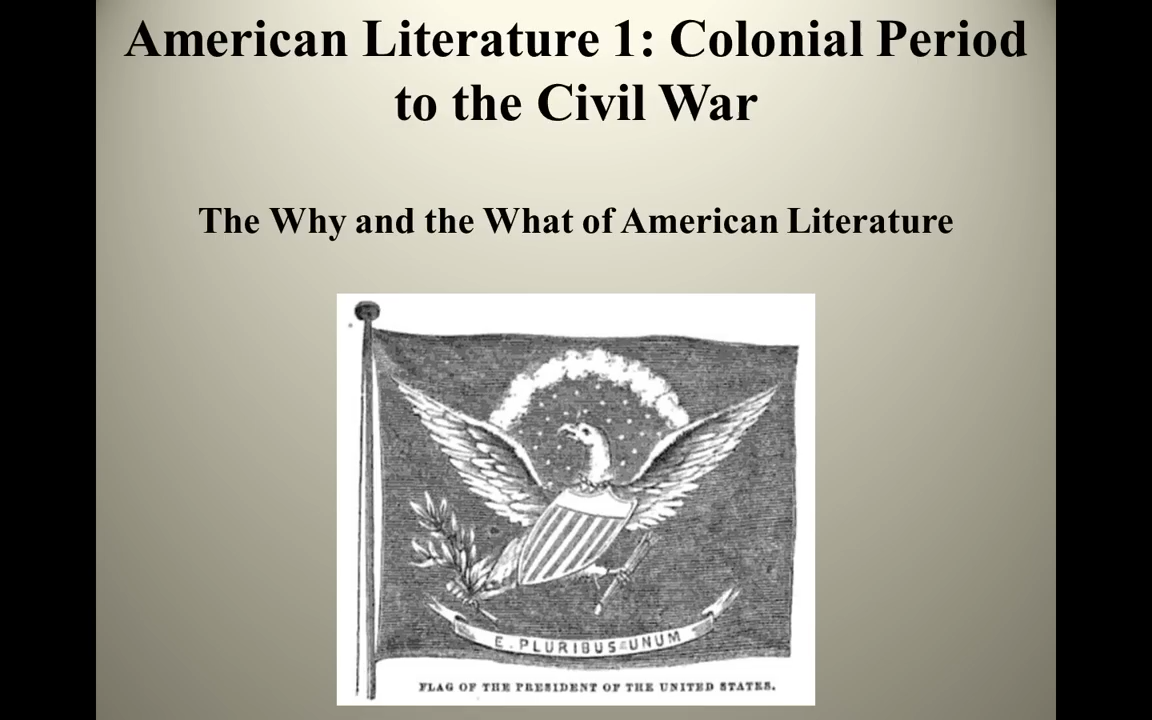 American Literature 1: Colonial Period
to the Civil War
The Why and the What of American Literature
E. PLURIBUS UNUM
FLAG OF THE PRESIDENT OF THE UNITED STATES.